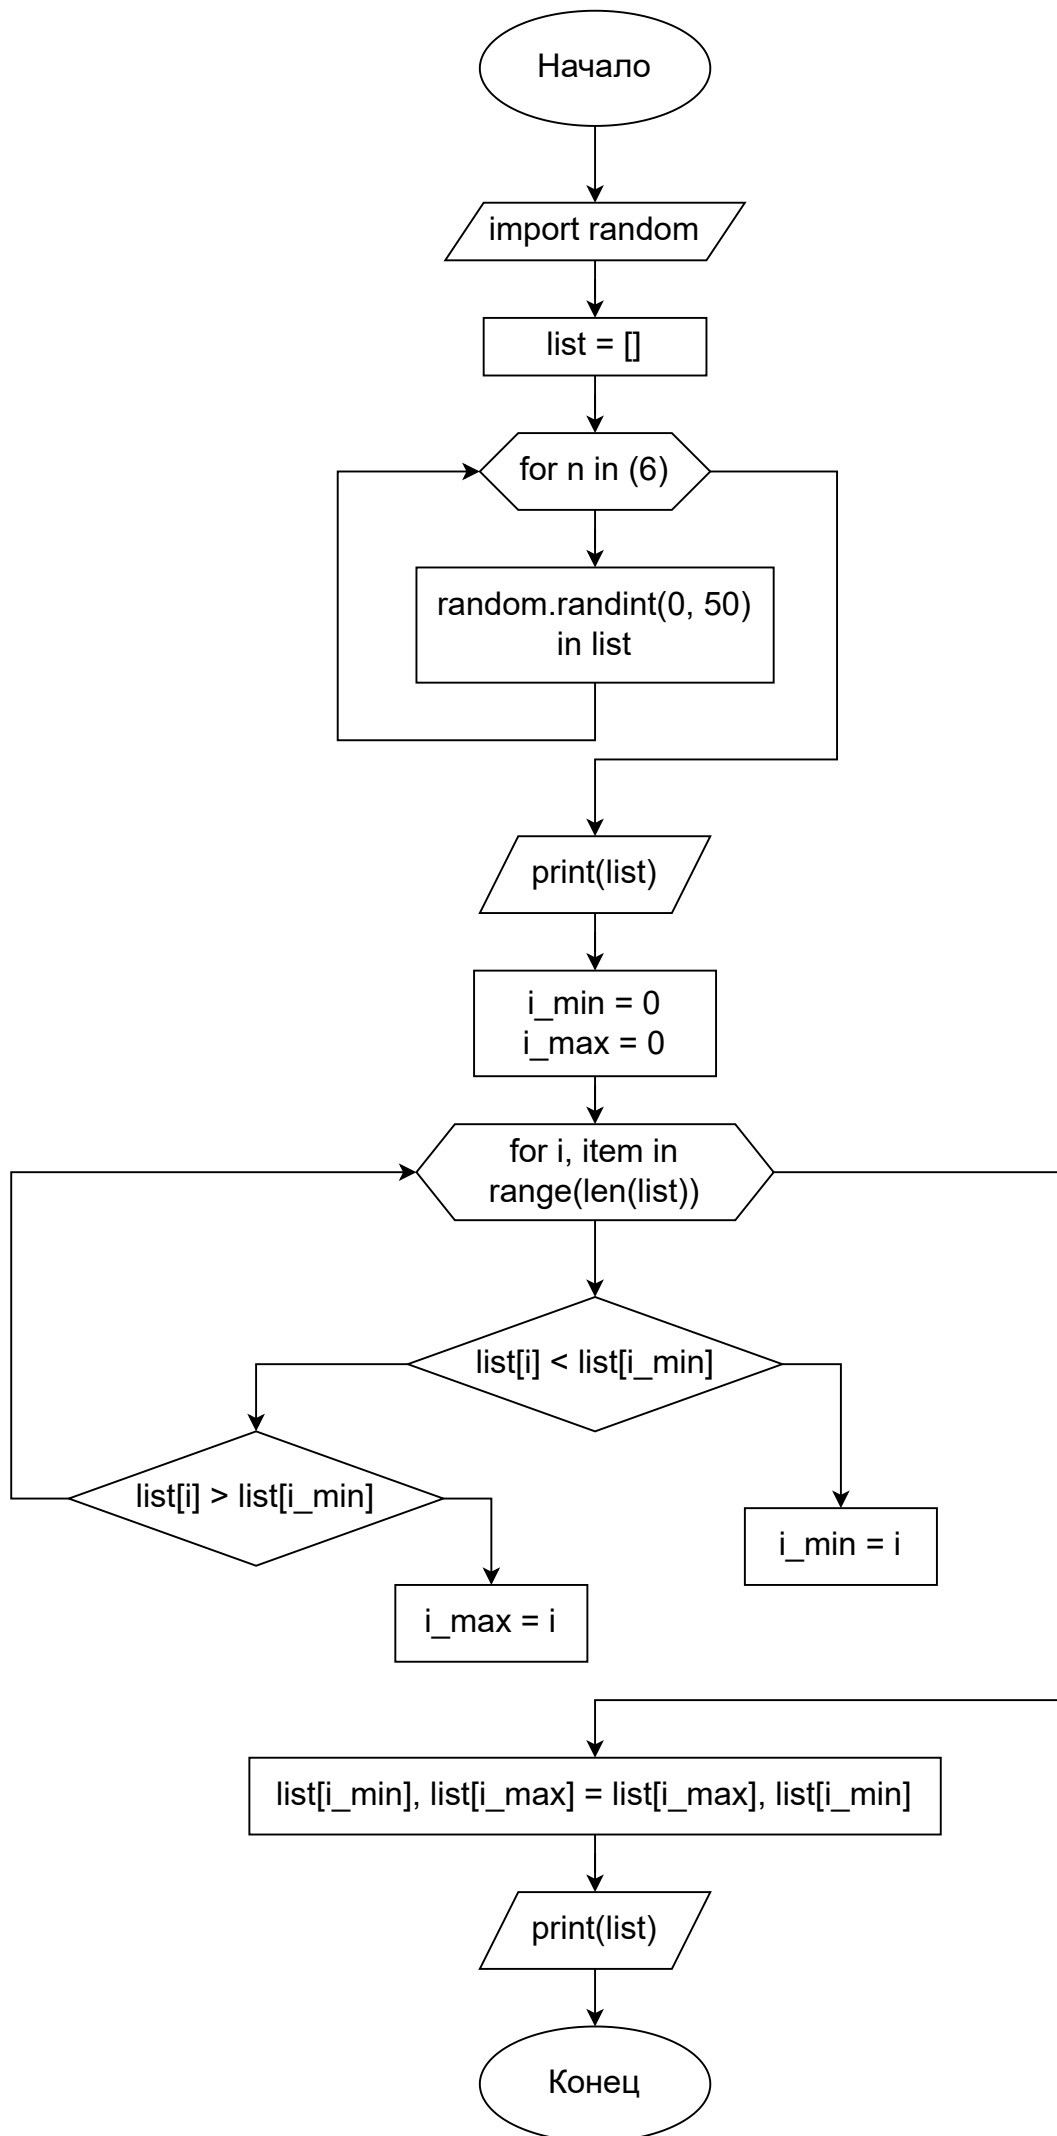 Начало
import random
list = []
for n in (6)
random.randint(0, 50)
in list
print(list)
i_min = 0
i_max = 0
for i, item in
range(len(list))
list[i] < list[i_min]
list[i] > list[i_min]
i_min = i
i_max = i
list[i_min], list[i_max] = list[i_max], list[i_min]
print(list)
Конец